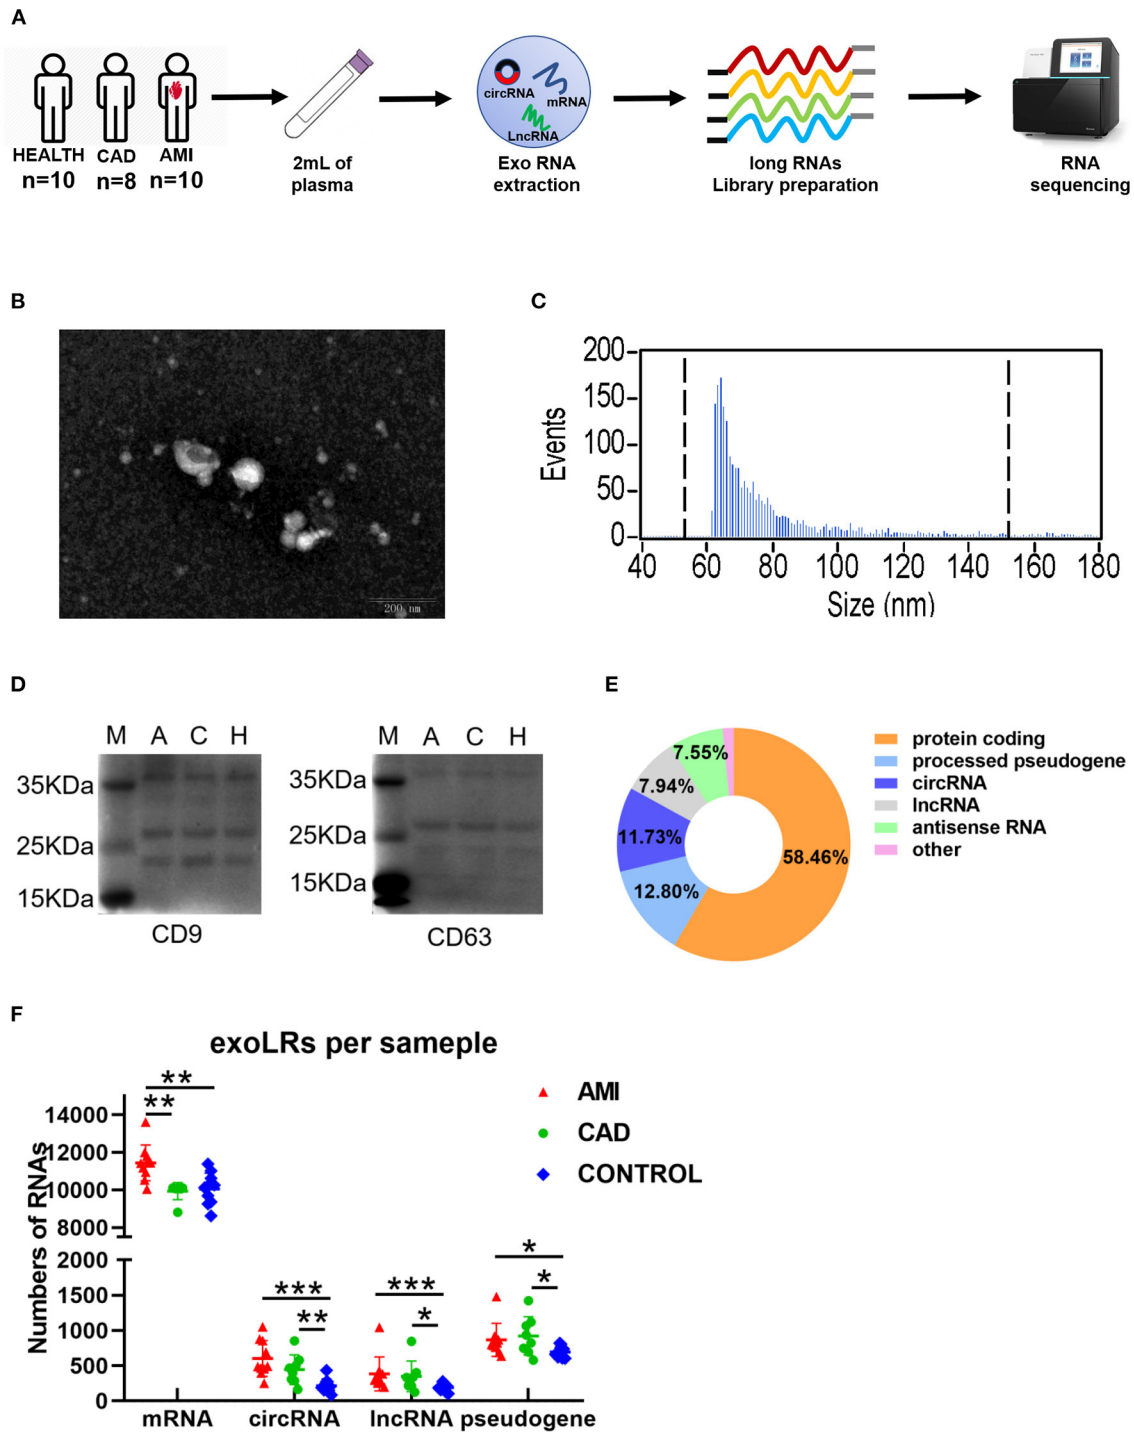 A
HEALTH CAD AMI
n=10 n=8 n=10
2mL of
plasma
circRNA
mRNA
LncRNA
Exo RNA
extraction
long RNAs
Library preparation
RNA
sequencing
B
200 nm
C
Events
200
150
100
50
0
40 60 80 100 120 140 160 180
Size (nm)
D
M A C H
35KDa
25KDa
15KDa
CD9
M A C H
35KDa
25KDa
15KDa
CD63
E
7.55%
7.94%
11.73%
12.80%
58.46%
protein coding
processed pseudogene
circRNA
lncRNA
antisense RNA
other
F
exoLRs per sameple
Numbers of RNAs
14000
12000
10000
8000
2000
1500
1000
500
0
**
**
***
**
***
*
*
*
AMI
CAD
CONTROL
mRNA circRNA lncRNA pseudogene